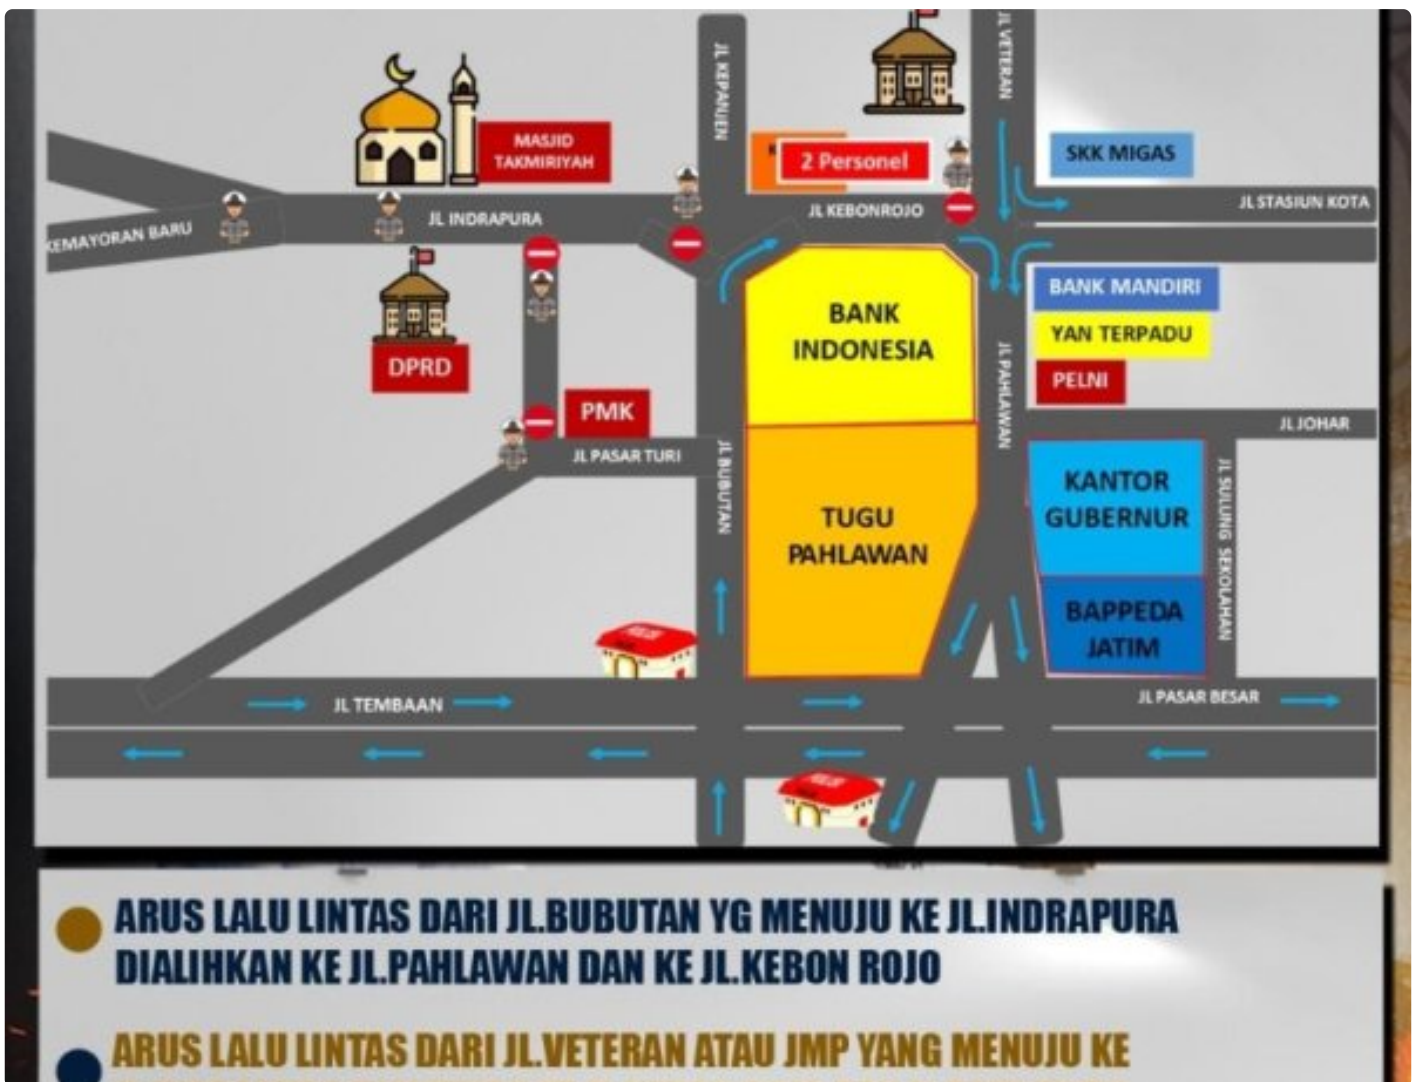 JL KEPANJEN
JL VETERAN
MASJID
TAKMIRIYAH
2 Personel
SKK MIGAS
JL STASIUN KOTA
JL INDRAPURA
JL KEBONROJO
KEMAYORAN BARU
BANK MANDIRI
YAN TERPADU
PELNI
BANK
INDONESIA
JL PAHLAWAN
DPRD
PMK
JL JOHAR
JL PASAR TURI
JL BUBUTAN
TUGU
PAHLAWAN
KANTOR
GUBERNUR
JL SULUNG SEKOLAHAN
BAPPEDA
JATIM
JL TEMBAAN
JL PASAR BESAR
ARUS LALU LINTAS DARI JL.BUBUTAN YG MENUJU KE JL.INDRAPURA
DIALIHKAN KE JL.PAHLAWAN DAN KE JL.KEBON ROJO
ARUS LALU LINTAS DARI JL.VETERAN ATAU JMP YANG MENUJU KE